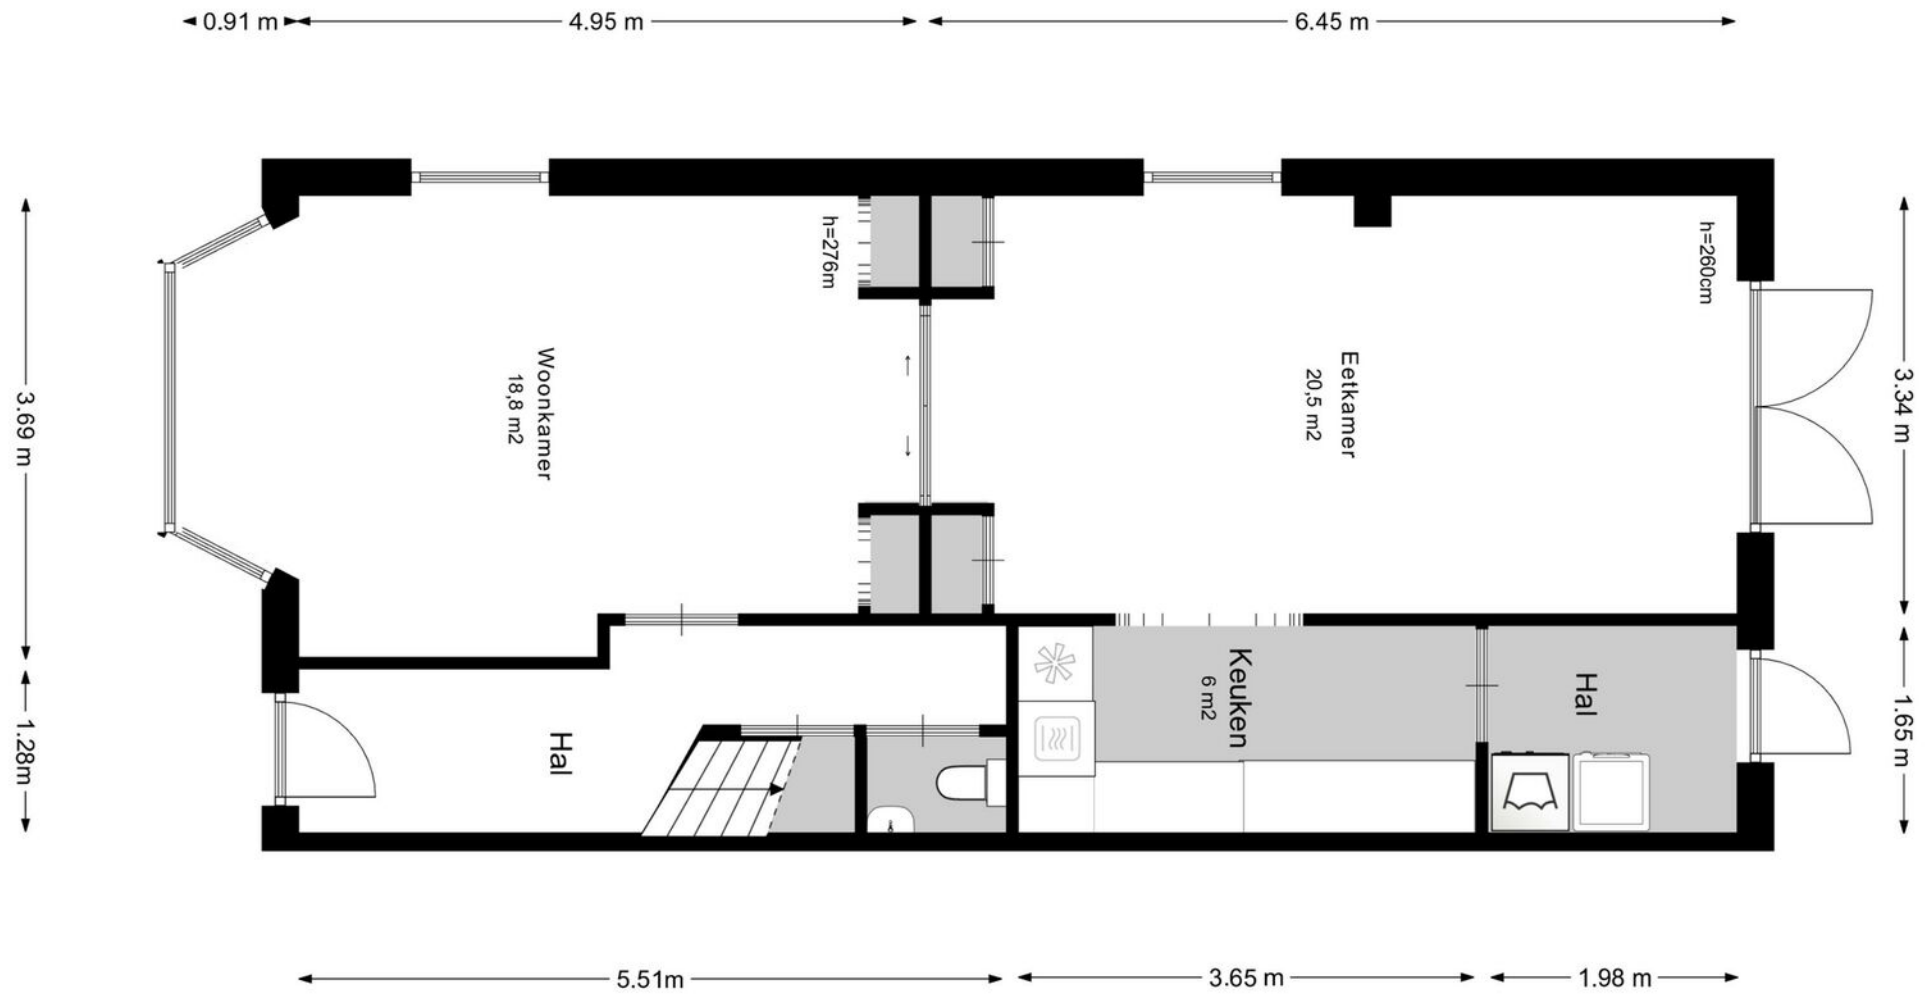 0.91 m
4.95 m
6.45 m
h=276m
h=260cm
3.69 m
3.34 m
Woonkamer
18,8 m2
Eetkamer
20,5 m2
Keuken
6 m2
Hal
Hal
1.28m
1.65 m
5.51m
3.65 m
1.98 m